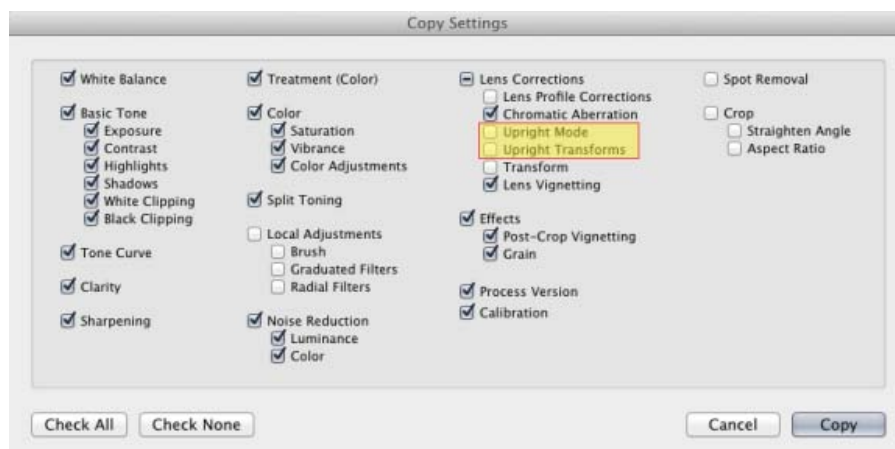 Copy Settings
White Balance
Basic Tone
Exposure
Contrast
Highlights
Shadows
White Clipping
Black Clipping
Tone Curve
Clarity
Sharpening
Treatment (Color)
Color
Saturation
Vibrance
Color Adjustments
Split Toning
Local Adjustments
Brush
Graduated Filters
Radial Filters
Noise Reduction
Luminance
Color
Lens Corrections
Lens Profile Corrections
Chromatic Aberration
Upright Mode
Upright Transforms
Transform
Lens Vignetting
Effects
Post-Crop Vignetting
Grain
Process Version
Calibration
Spot Removal
Crop
Straighten Angle
Aspect Ratio
Check All
Check None
Cancel
Copy